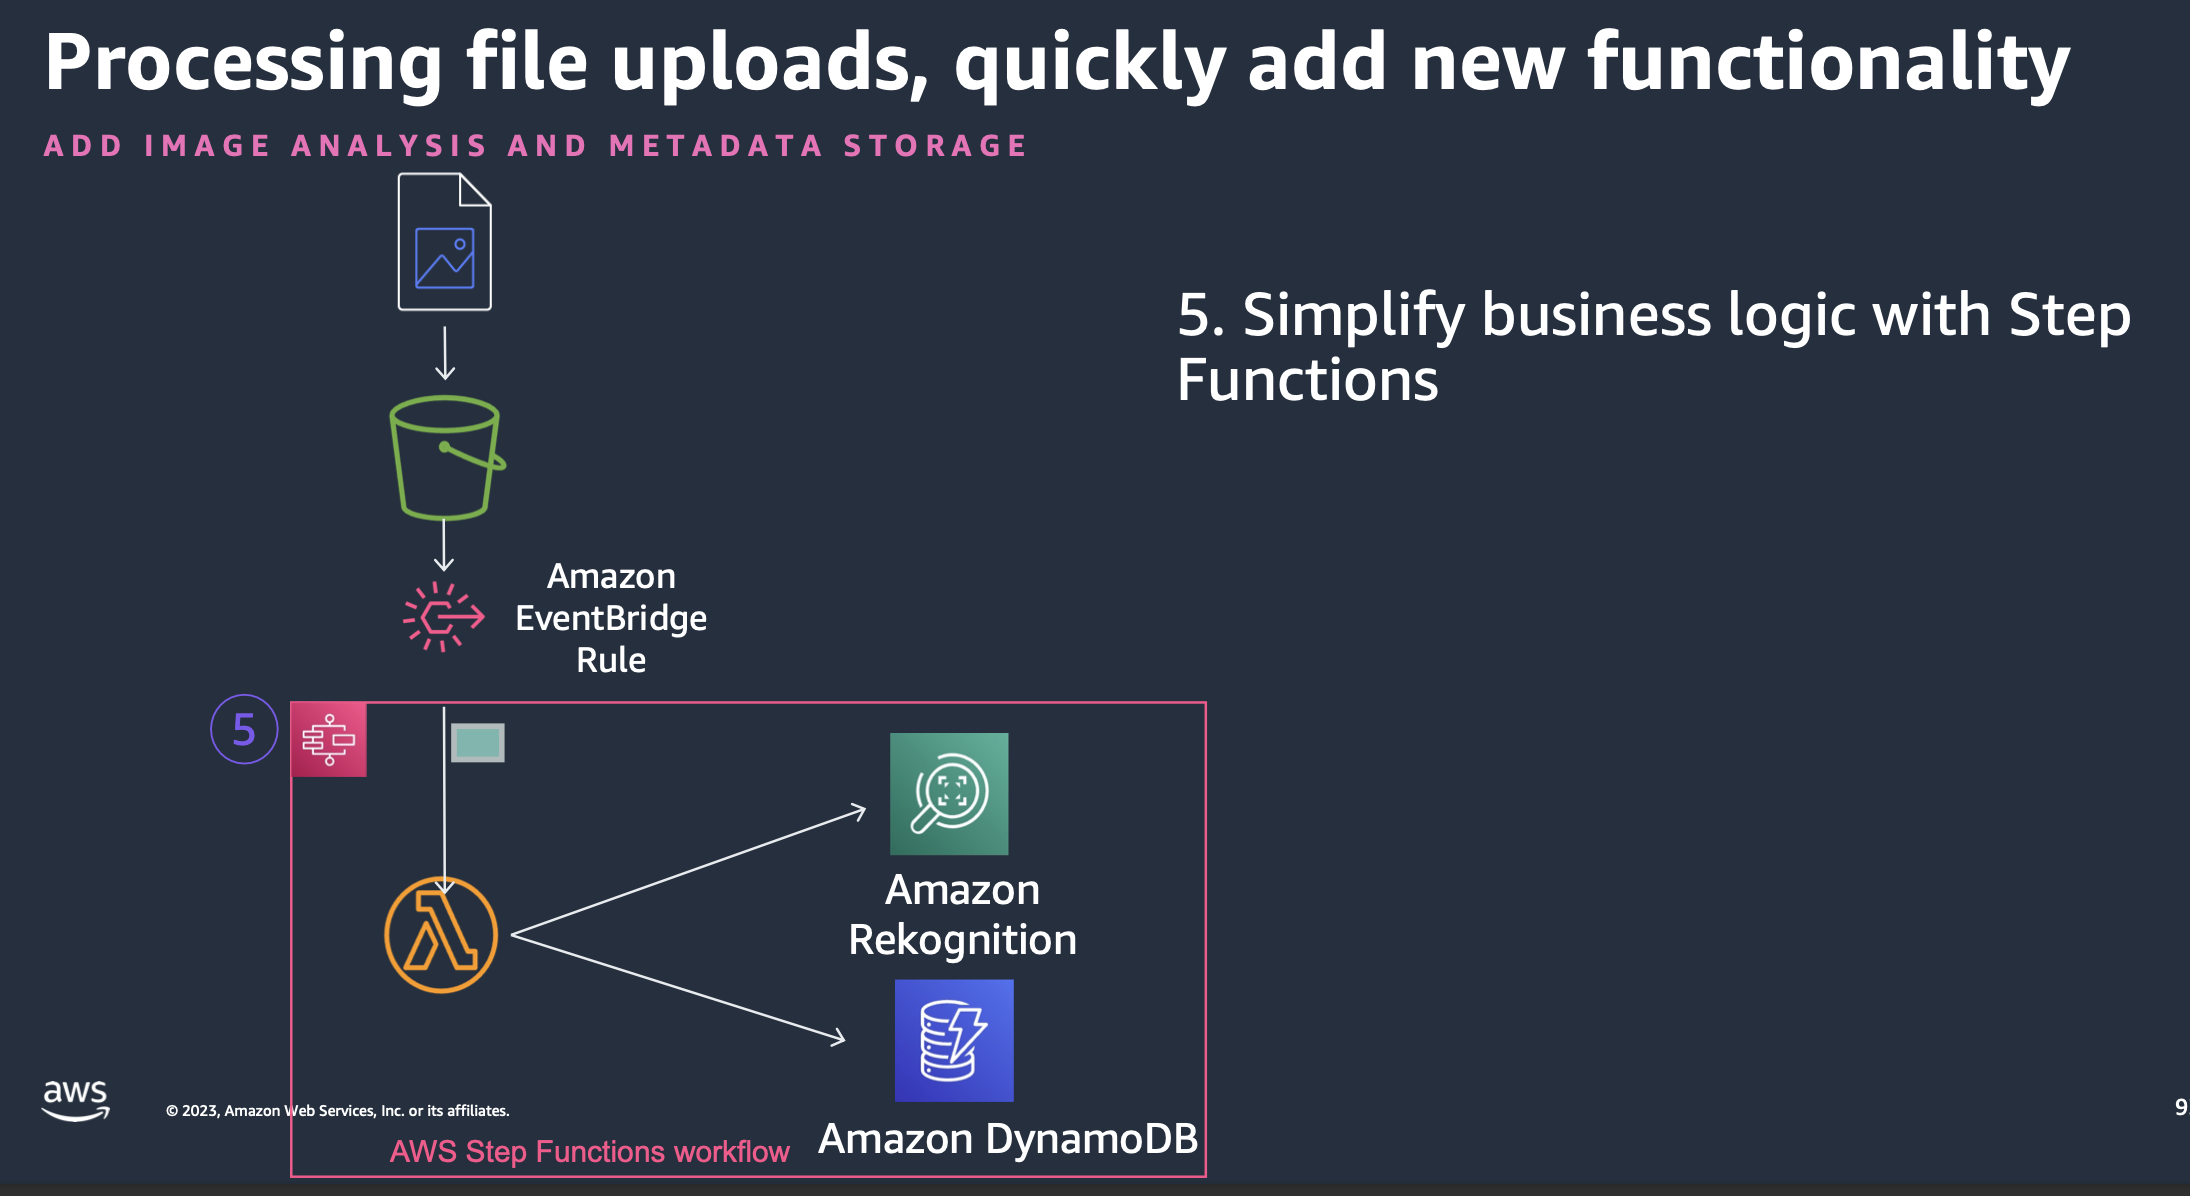 Processing file uploads, quickly add new functionality
ADD IMAGE ANALYSIS AND METADATA STORAGE
5. Simplify business logic with Step
Functions
Amazon
EventBridge
Rule
5
Amazon
Rekognition
Amazon DynamoDB
AWS Step Functions workflow
aws
© 2023, Amazon Web Services, Inc. or its affiliates.